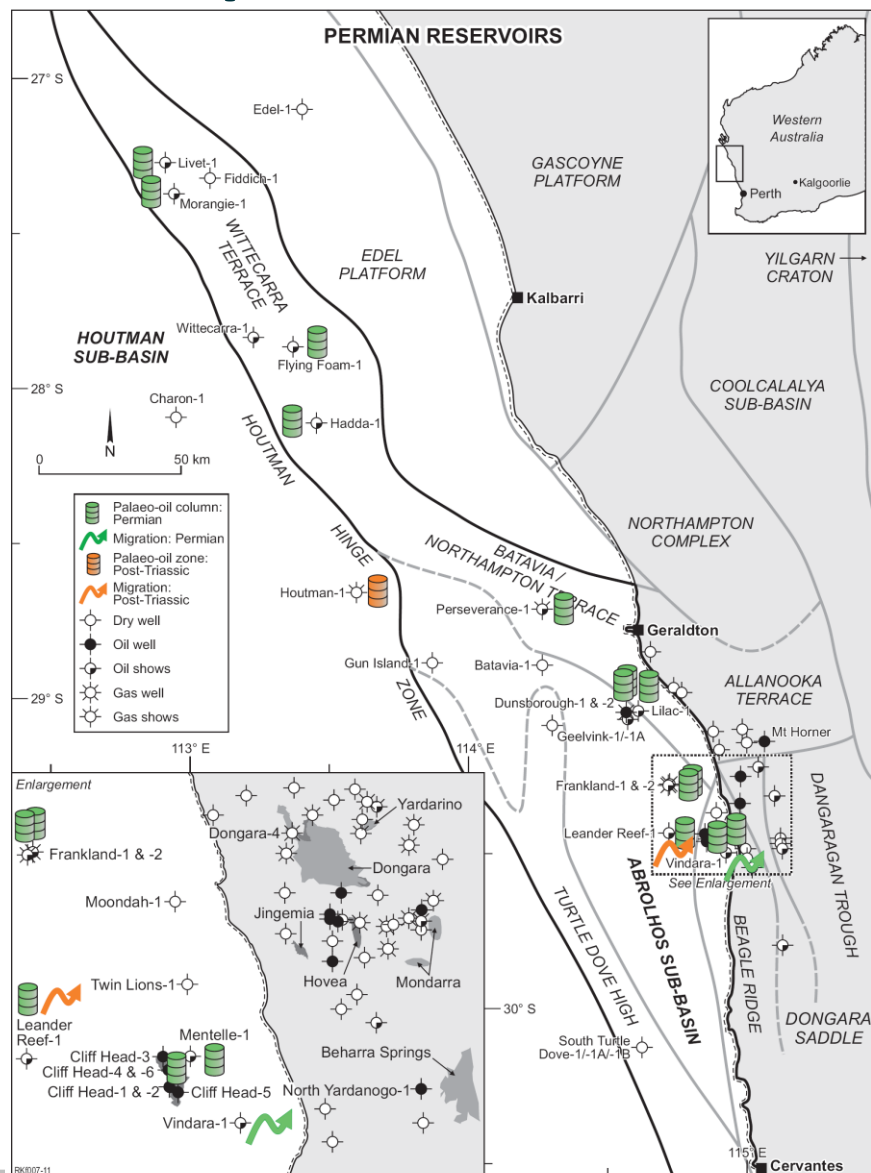 PERMIAN RESERVOIRS
27° S
Edel-1
Livet-1
Fiddich-1
Morangie-1
GASCOYNE
PLATFORM
Western
Australia
Kalgoorlie
Perth
YILGARN
CRATON
WITTECARRA
TERRACE
EDEL
PLATFORM
Kalbarri
HOUTMAN
SUB-BASIN
Wittecarra-1
Flying Foam-1
28° S
COOLCALALYA
SUB-BASIN
Charon-1
Hadda-1
N
0
50 km
HOUTMAN
HINGE
ZONE
Palaeo-oil column:
Permian
Migration: Permian
Palaeo-oil zone:
Post-Triassic
Migration:
Post-Triassic
Dry well
Oil well
Oil shows
Gas well
Gas shows
NORTHAMPTON
COMPLEX
BATAVIA /
NORTHAMPTON TERRACE
Houtman-1
Perseverance-1
Geraldton
Gun Island-1
Batavia-1
29° S
ALLANOOKA
TERRACE
Dunsborough-1 & -2
Lilac-1
Geelvink-1/-1A
Mt Horner
113° E
114° E
Frankland-1 & -2
Leander Reef-1
Vindara-1
See Enlargement
DANGARAGAN TROUGH
TURTLE DOVE HIGH
ABROLHOS SUB-BASIN
BEAGLE RIDGE
DONGARA
SADDLE
30° S
South Turtle
Dove-1/-1A/-1B
115° E
Cervantes
Enlargement
Yardarino
Dongara-4
Dongara
Frankland-1 & -2
Moondah-1
Jingemia
Hovea
Mondarra
Twin Lions-1
Leander
Reef-1
Mentelle-1
Cliff Head-3
Cliff Head-4 & -6
Cliff Head-1 & -2
Cliff Head-5
Beharra Springs
North Yardanogo-1
Vindara-1
RKf007-11